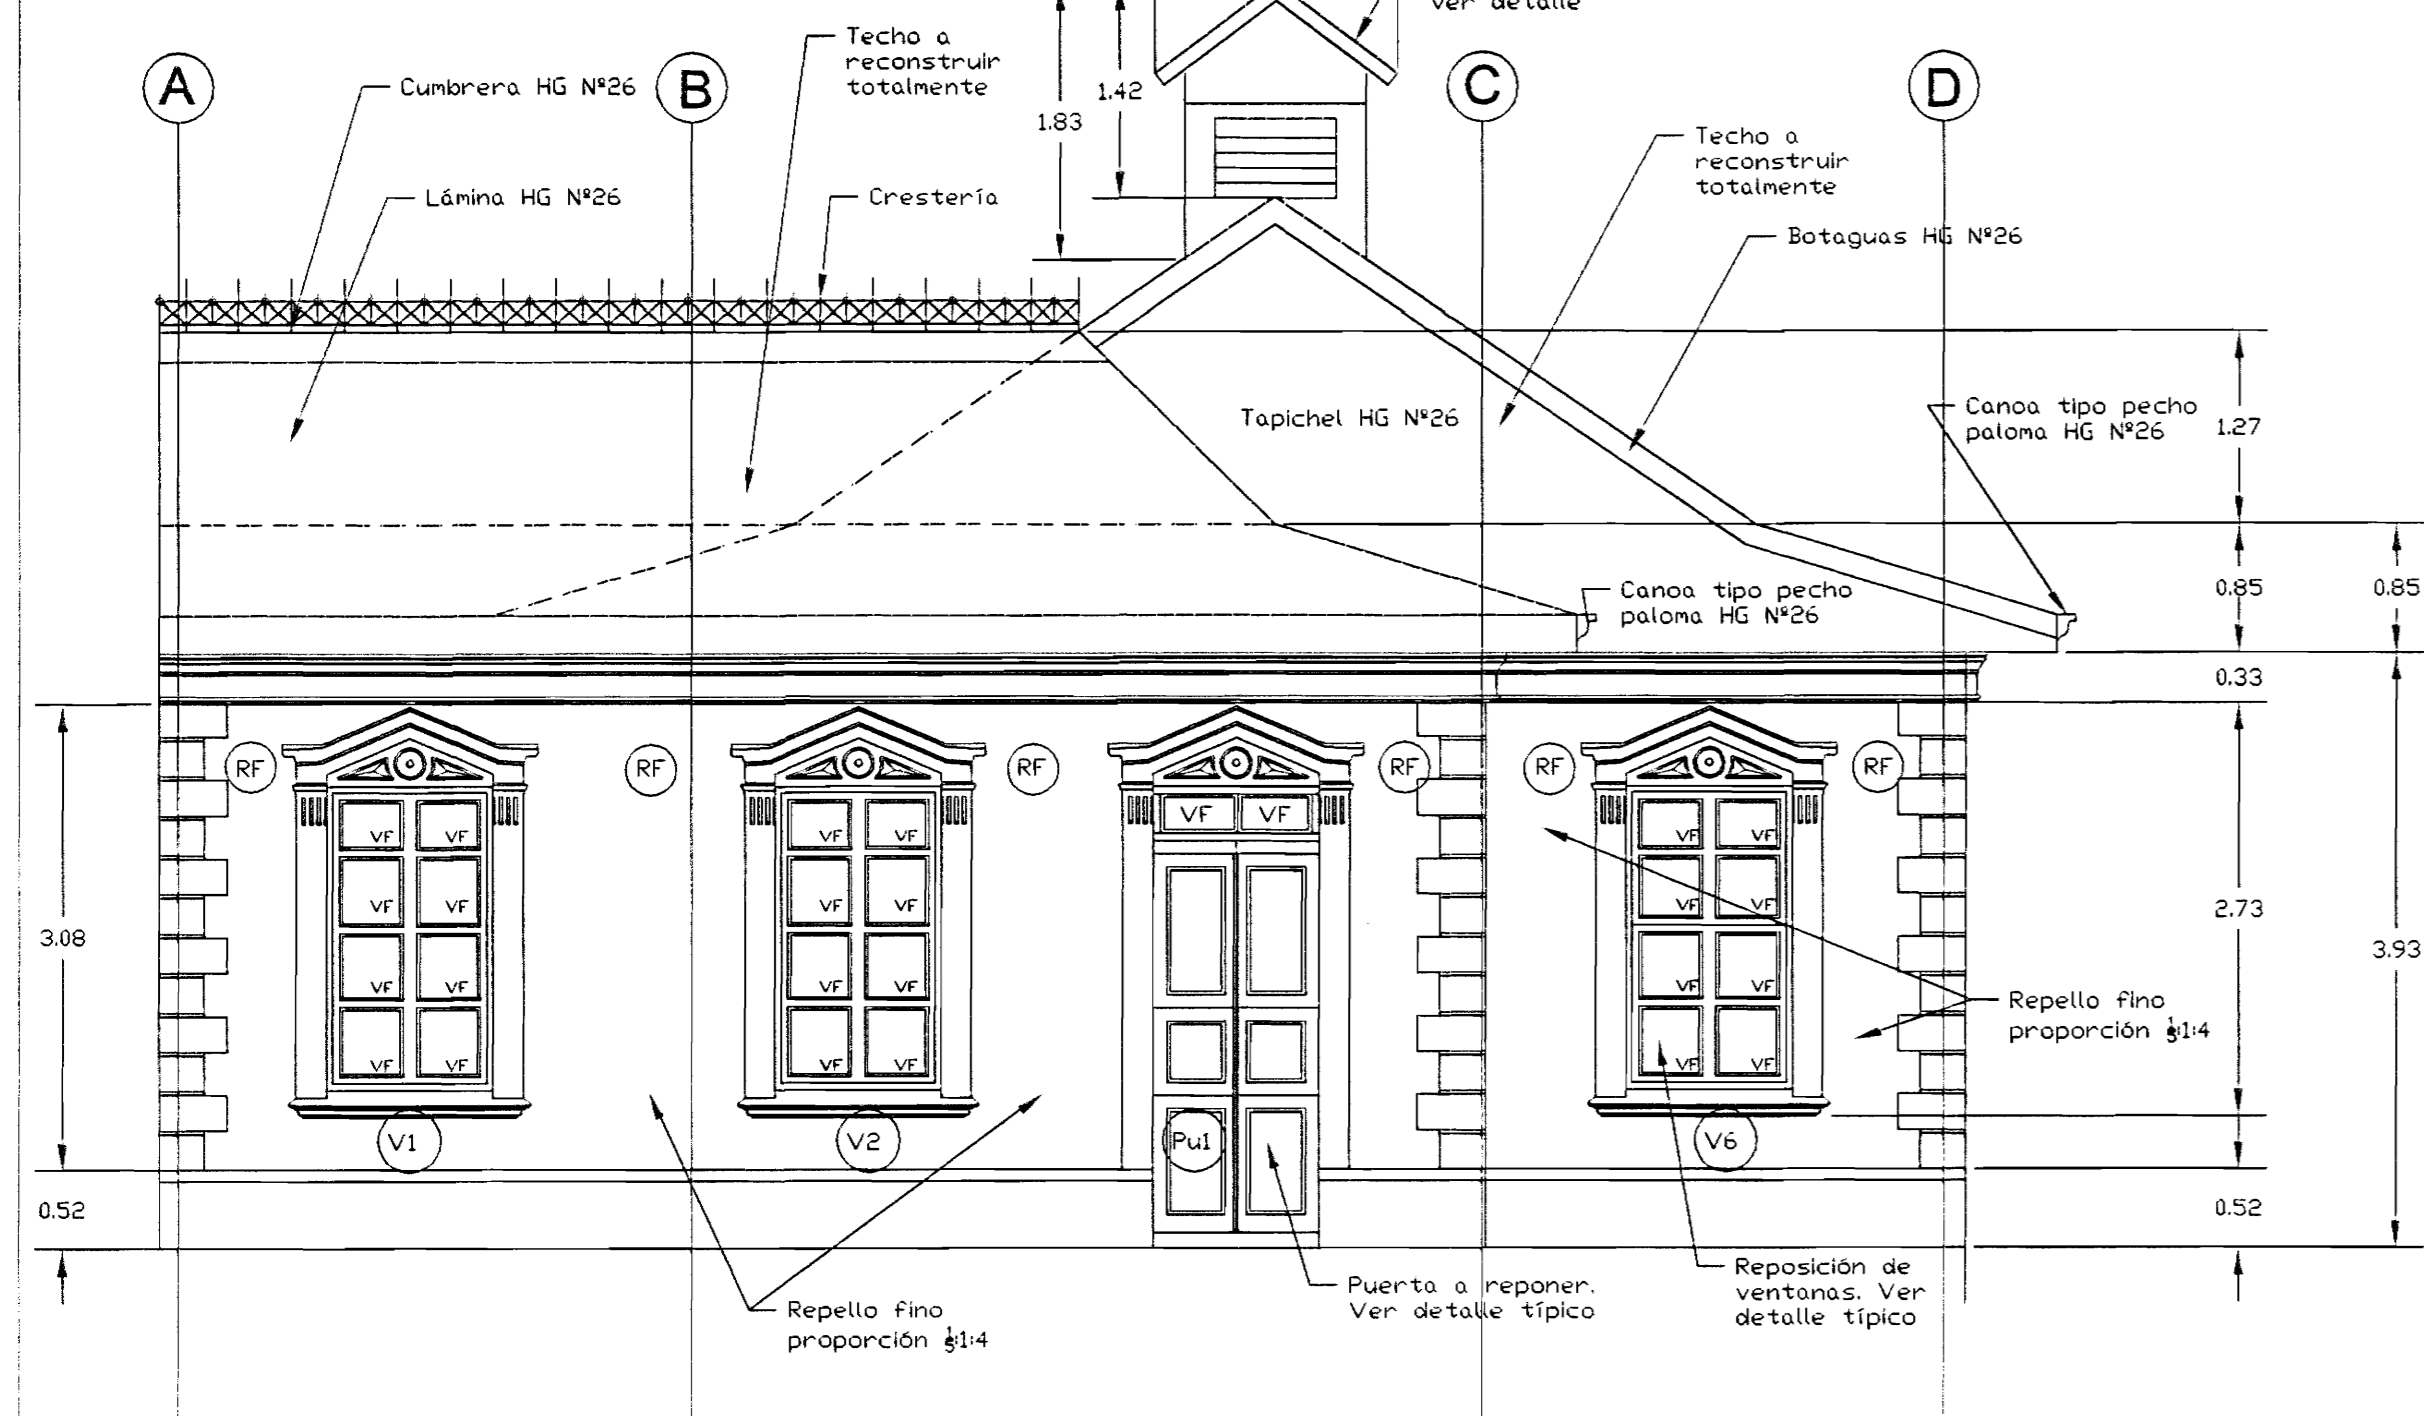 Ver detalle
Techo a
reconstruir
totalmente
A
Cumbrera HG Nº26
B
1.42
1.83
C
D
Techo a
reconstruir
totalmente
Lámina HG Nº26
Crestería
Botaguas HG Nº26
Tapichel HG Nº26
Canoa tipo pecho
paloma HG Nº26
1.27
Canoa tipo pecho
paloma HG Nº26
0.85
0.85
0.33
RF
RF
RF
RF
RF
RF
VF VF
VF VF
VF VF
VF VF
VF VF
VF VF
VF VF
VF VF
VF VF
VF VF
VF VF
VF VF
VF VF
3.08
2.73
3.93
Repello fino
proporción 1:4
V1
V2
Pu1
V6
0.52
0.52
Repello fino
proporción 1:4
Puerta a reponer.
Ver detalle típico
Reposición de
ventanas. Ver
detalle típico